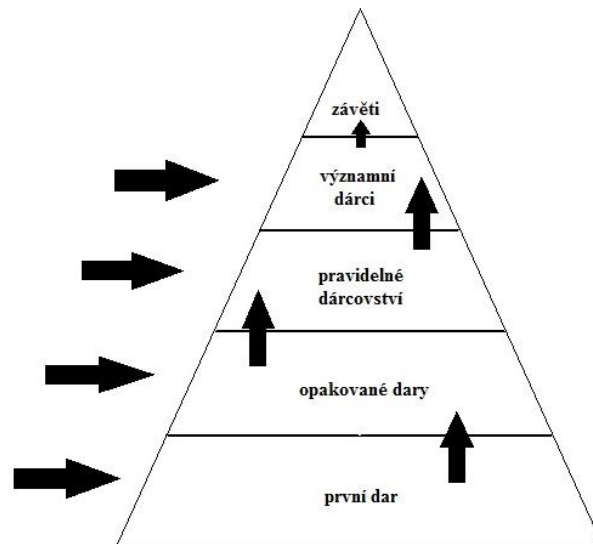 závěti
významní
dárci
pravidelné
dárcovství
opakované dary
první dar